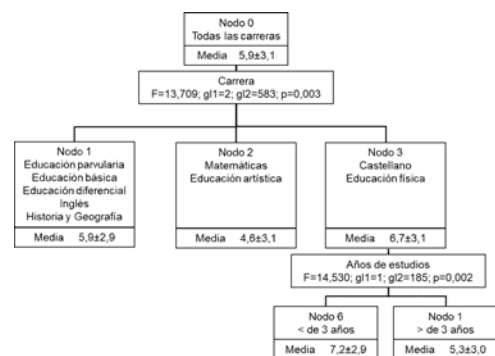 Nodo 0
Todas las carreras
Media 5,9±3,1
Carrera
F=13,709; gl1=2; gl2=583; p=0,003
Nodo 1
Educación parvularia
Educación básica
Educación diferencial
Inglés
Historia y Geografía
Media 5,9±2,9
Nodo 2
Matemáticas
Educación artística
Media 4,6±3,1
Nodo 3
Castellano
Educación física
Media 6,7±3,1
Años de estudios
F=14,530; gl1=1; gl2=185; p=0,002
Nodo 6
< de 3 años
Media 7,2±2,9
Nodo 1
> de 3 años
Media 5,3±3,0